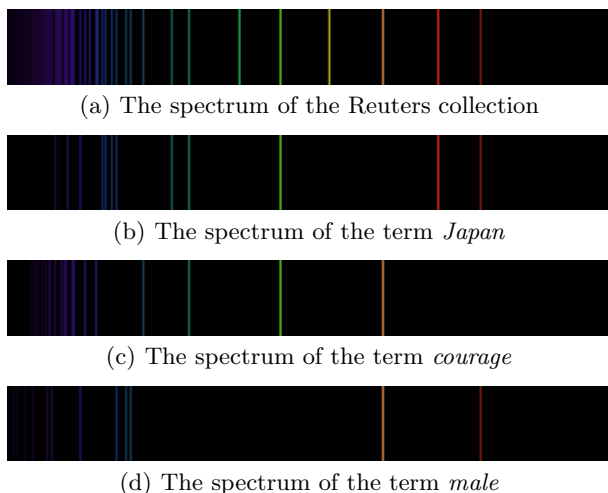 (a) The spectrum of the Reuters collection
(b) The spectrum of the term Japan
(c) The spectrum of the term courage
(d) The spectrum of the term male